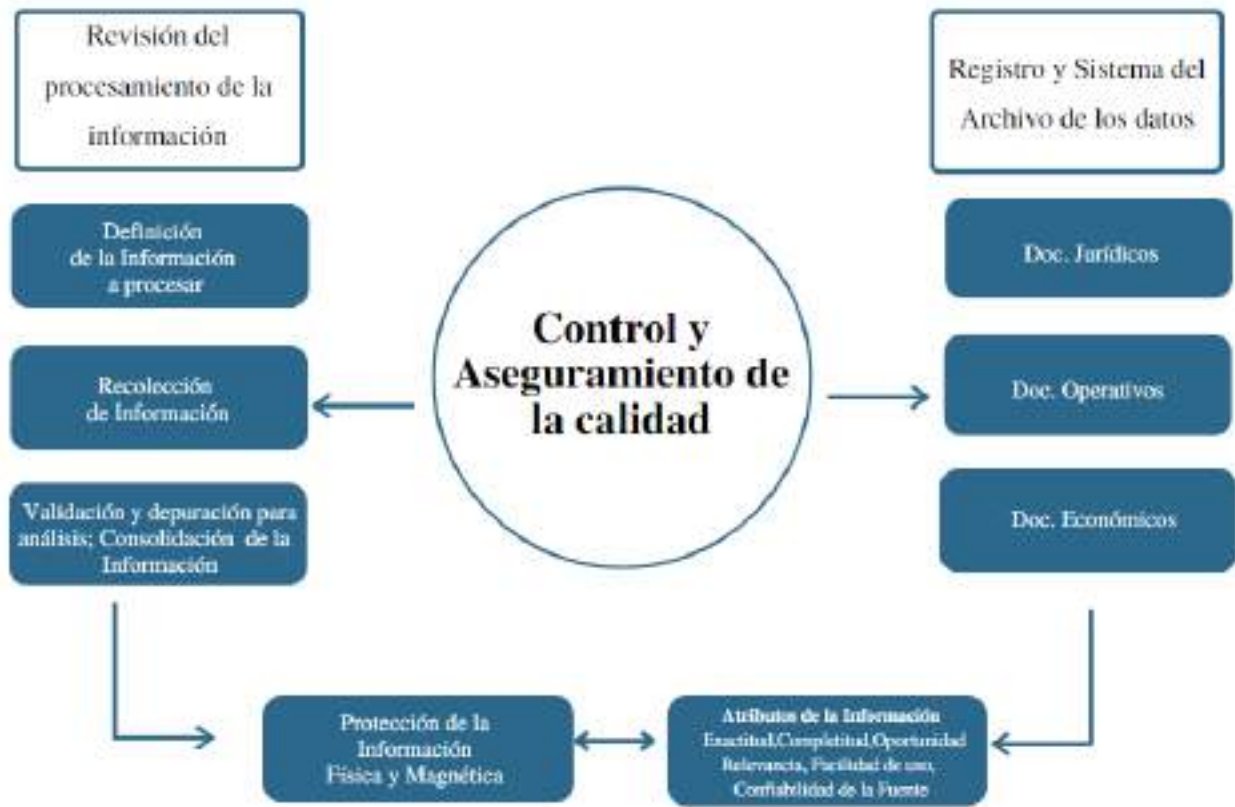 Revisión del
procesamiento de la
información
Definición
de la Información
a procesar
Recolección
de Información
Validación y depuración para
análisis; Consolidación de la
Información
Control y
Aseguramiento de
la calidad
Registro y Sistema del
Archivo de los datos
Doc. Jurídicos
Doc. Operativos
Doc. Económicos
Protección de la
Información
Física y Magnética
Atributos de la Información
Exactitud,Completitud,Oportunidad
Relevancia, Facilidad de uso,
Confiabilidad de la Fuente